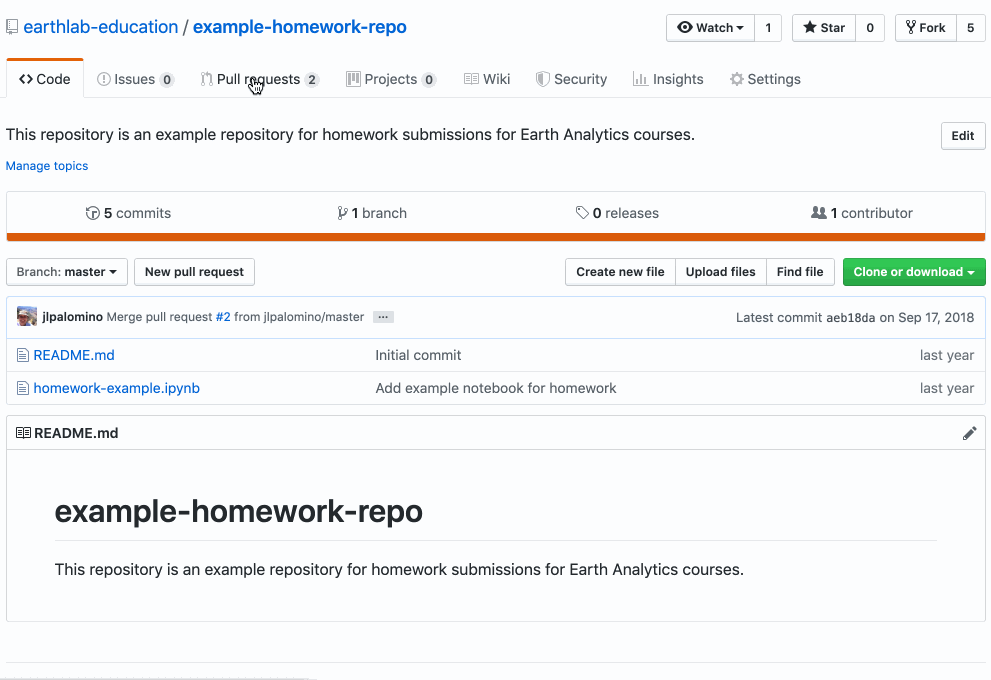 earthlab-education / example-homework-repo Watch 1 Star 0 Fork 5
Code Issues 0 Pull requests 2 Projects 0 Wiki Security Insights Settings
This repository is an example repository for homework submissions for Earth Analytics courses. Edit
Manage topics
5 commits 1 branch 0 releases 1 contributor
Branch: master New pull request Create new file Upload files Find file Clone or download
jlpalomino Merge pull request #2 from jlpalomino/master ... Latest commit aeb18da on Sep 17, 2018
README.md Initial commit last year
homework-example.ipynb Add example notebook for homework last year
README.md
example-homework-repo
This repository is an example repository for homework submissions for Earth Analytics courses.